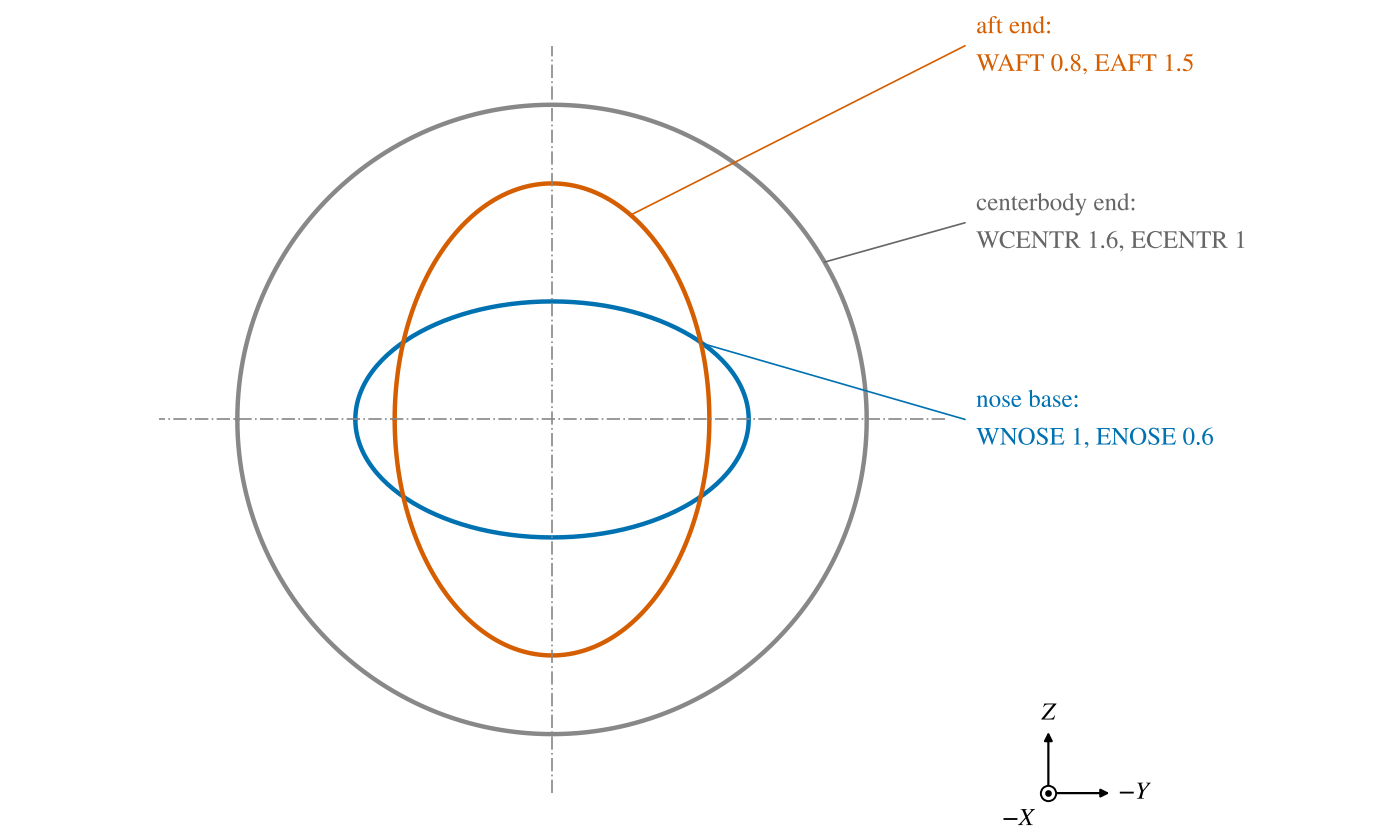 aft end:
WAFT 0.8, EAFT 1.5
centerbody end:
WCENTR 1.6, ECENTR 1
nose base:
WNOSE 1, ENOSE 0.6
Z
−Y
−X